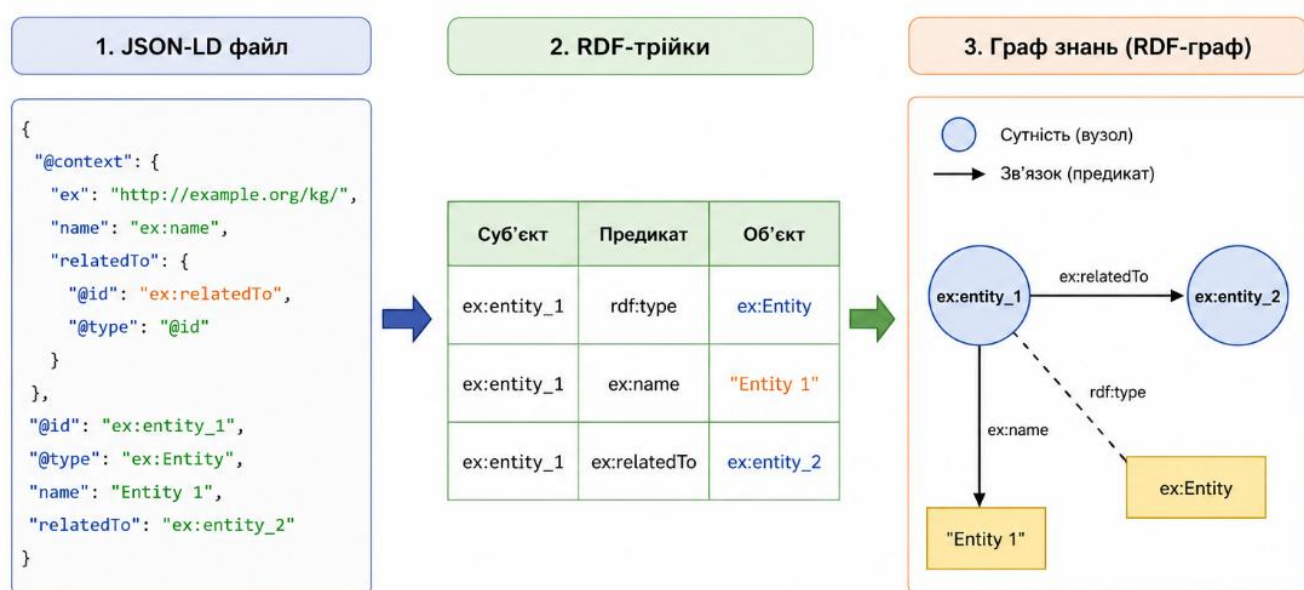 1. JSON-LD файл
{
"@context": {
"ex": "http://example.org/kg/",
"name": "ex:name",
"relatedTo": {
"@id": "ex:relatedTo",
"@type": "@id"
}
},
"@id": "ex:entity_1",
"@type": "ex:Entity",
"name": "Entity 1",
"relatedTo": "ex:entity_2"
}
2. RDF-трійки
Суб’єкт Предикат Об’єкт
ex:entity_1 rdf:type ex:Entity
ex:entity_1 ex:name "Entity 1"
ex:entity_1 ex:relatedTo ex:entity_2
3. Граф знань (RDF-граф)
Сутність (вузол)
Зв’язок (предикат)
ex:entity_1
ex:relatedTo
ex:entity_2
rdf:type
ex:name
ex:Entity
"Entity 1"